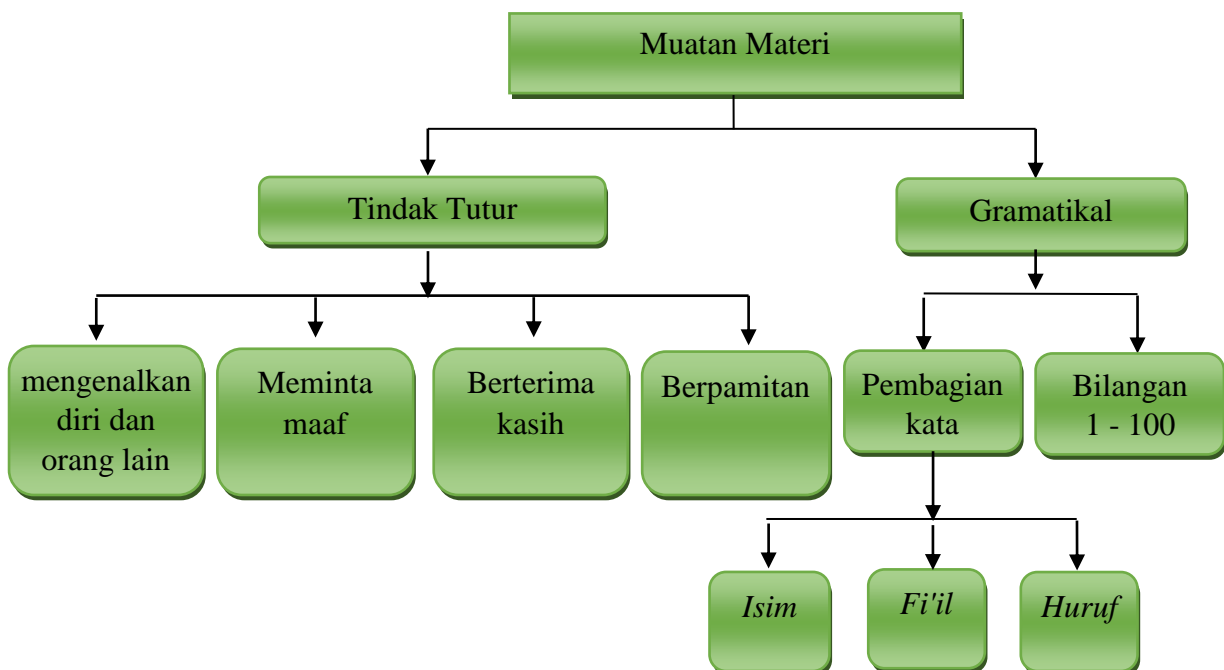 Muatan Materi
Tindak Tutur
Gramatikal
mengenalkan
diri dan
orang lain
Meminta
maaf
Berterima
kasih
Berpamitan
Pembagian
kata
Bilangan
1 - 100
Isim
Fi'il
Huruf